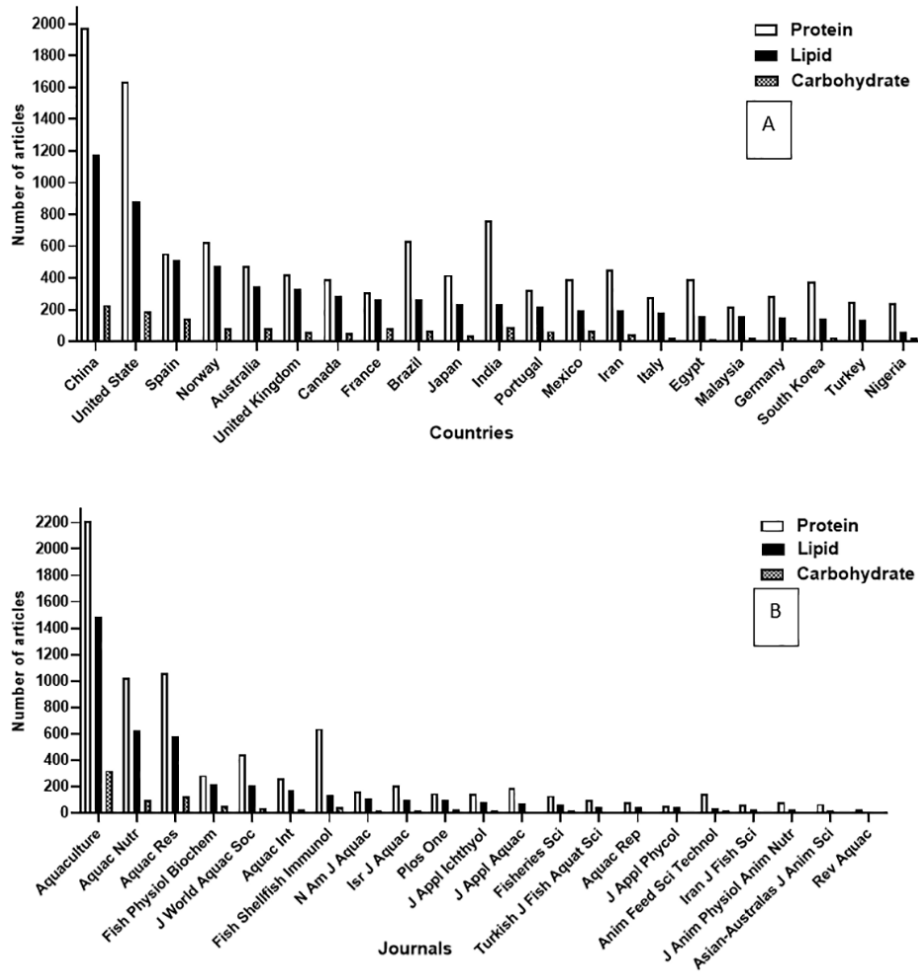 2000
1800
1600
1400
1200
1000
800
600
400
200
0
Number of articles
Protein
Lipid
Carbohydrate
A
China
United State
Spain
Norway
Australia
United Kingdom
Canada
France
Brazil
Japan
India
Portugal
Mexico
Iran
Italy
Egypt
Malaysia
Germany
South Korea
Turkey
Nigeria
Countries
2200
2000
1800
1600
1400
1200
1000
800
600
400
200
0
Number of articles
Protein
Lipid
Carbohydrate
B
Aquaculture
Aquac Nutr
Aquac Res
Fish Physiol Biochem
J World Aquac Soc
Aquac Int
Fish Shellfish Immunol
N Am J Aquac
Isr J Aquac
Plos One
J Appl Ichthyol
J Appl Aquac
Fisheries Sci
Turkish J Fish Aquat Sci
Aquac Rep
J Appl Phycol
Anim Feed Sci Technol
Iran J Fish Sci
J Anim Physiol Anim Nutr
Asian-Australas J Anim Sci
Rev Aquac
Journals